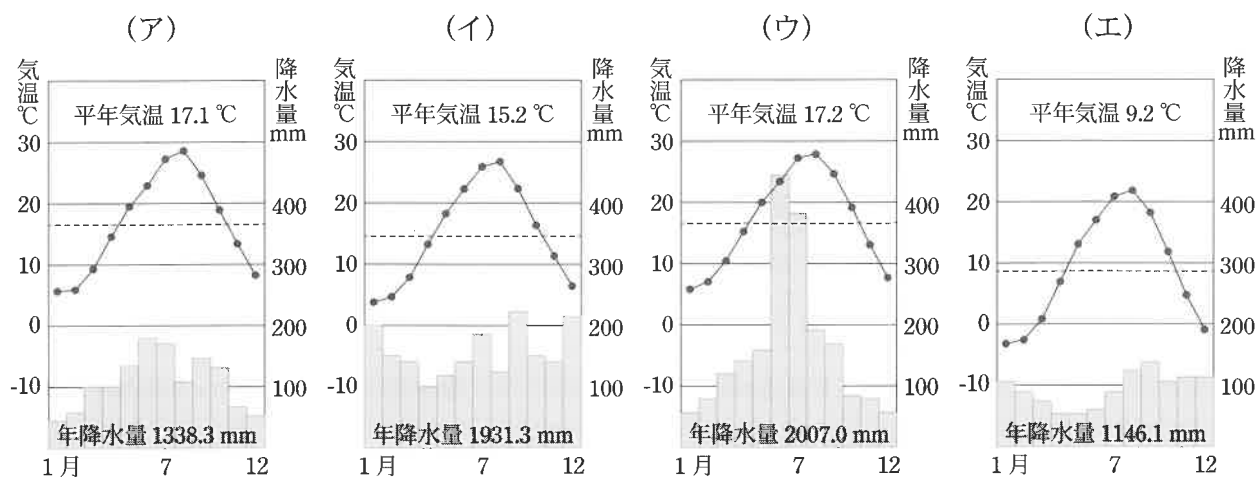 (ア)
気温℃
降水量mm
平年気温 17.1 ℃
30
20
10
0
-10
400
300
200
100
年降水量 1338.3 mm
1 月
7
12
(イ)
気温℃
降水量mm
平年気温 15.2 ℃
30
20
10
0
-10
400
300
200
100
年降水量 1931.3 mm
1 月
7
12
(ウ)
気温℃
降水量mm
平年気温 17.2 ℃
30
20
10
0
-10
400
300
200
100
年降水量 2007.0 mm
1 月
7
12
(エ)
気温℃
降水量mm
平年気温 9.2 ℃
30
20
10
0
-10
400
300
200
100
年降水量 1146.1 mm
1 月
7
12